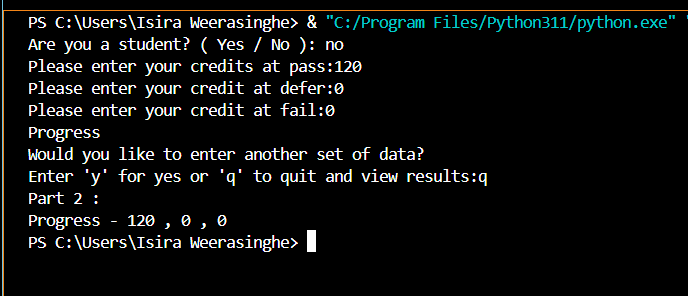 PS C:\Users\Isira Weerasinghe> & "C:/Program Files/Python311/python.exe" "
Are you a student? ( Yes / No ): no
Please enter your credits at pass:120
Please enter your credit at defer:0
Please enter your credit at fail:0
Progress
Would you like to enter another set of data?
Enter 'y' for yes or 'q' to quit and view results:q
Part 2 :
Progress - 120 , 0 , 0
PS C:\Users\Isira Weerasinghe>